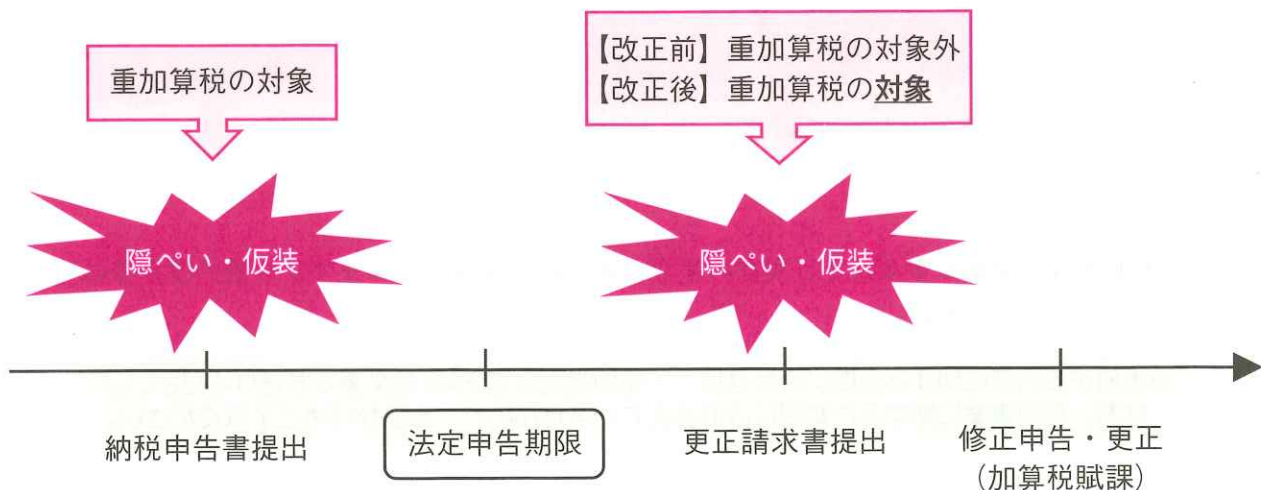 重加算税の対象
【改正前】重加算税の対象外
【改正後】重加算税の対象
隠ぺい・仮装
隠ぺい・仮装
納税申告書提出
法定申告期限
更正請求書提出
修正申告・更正
(加算税賦課)